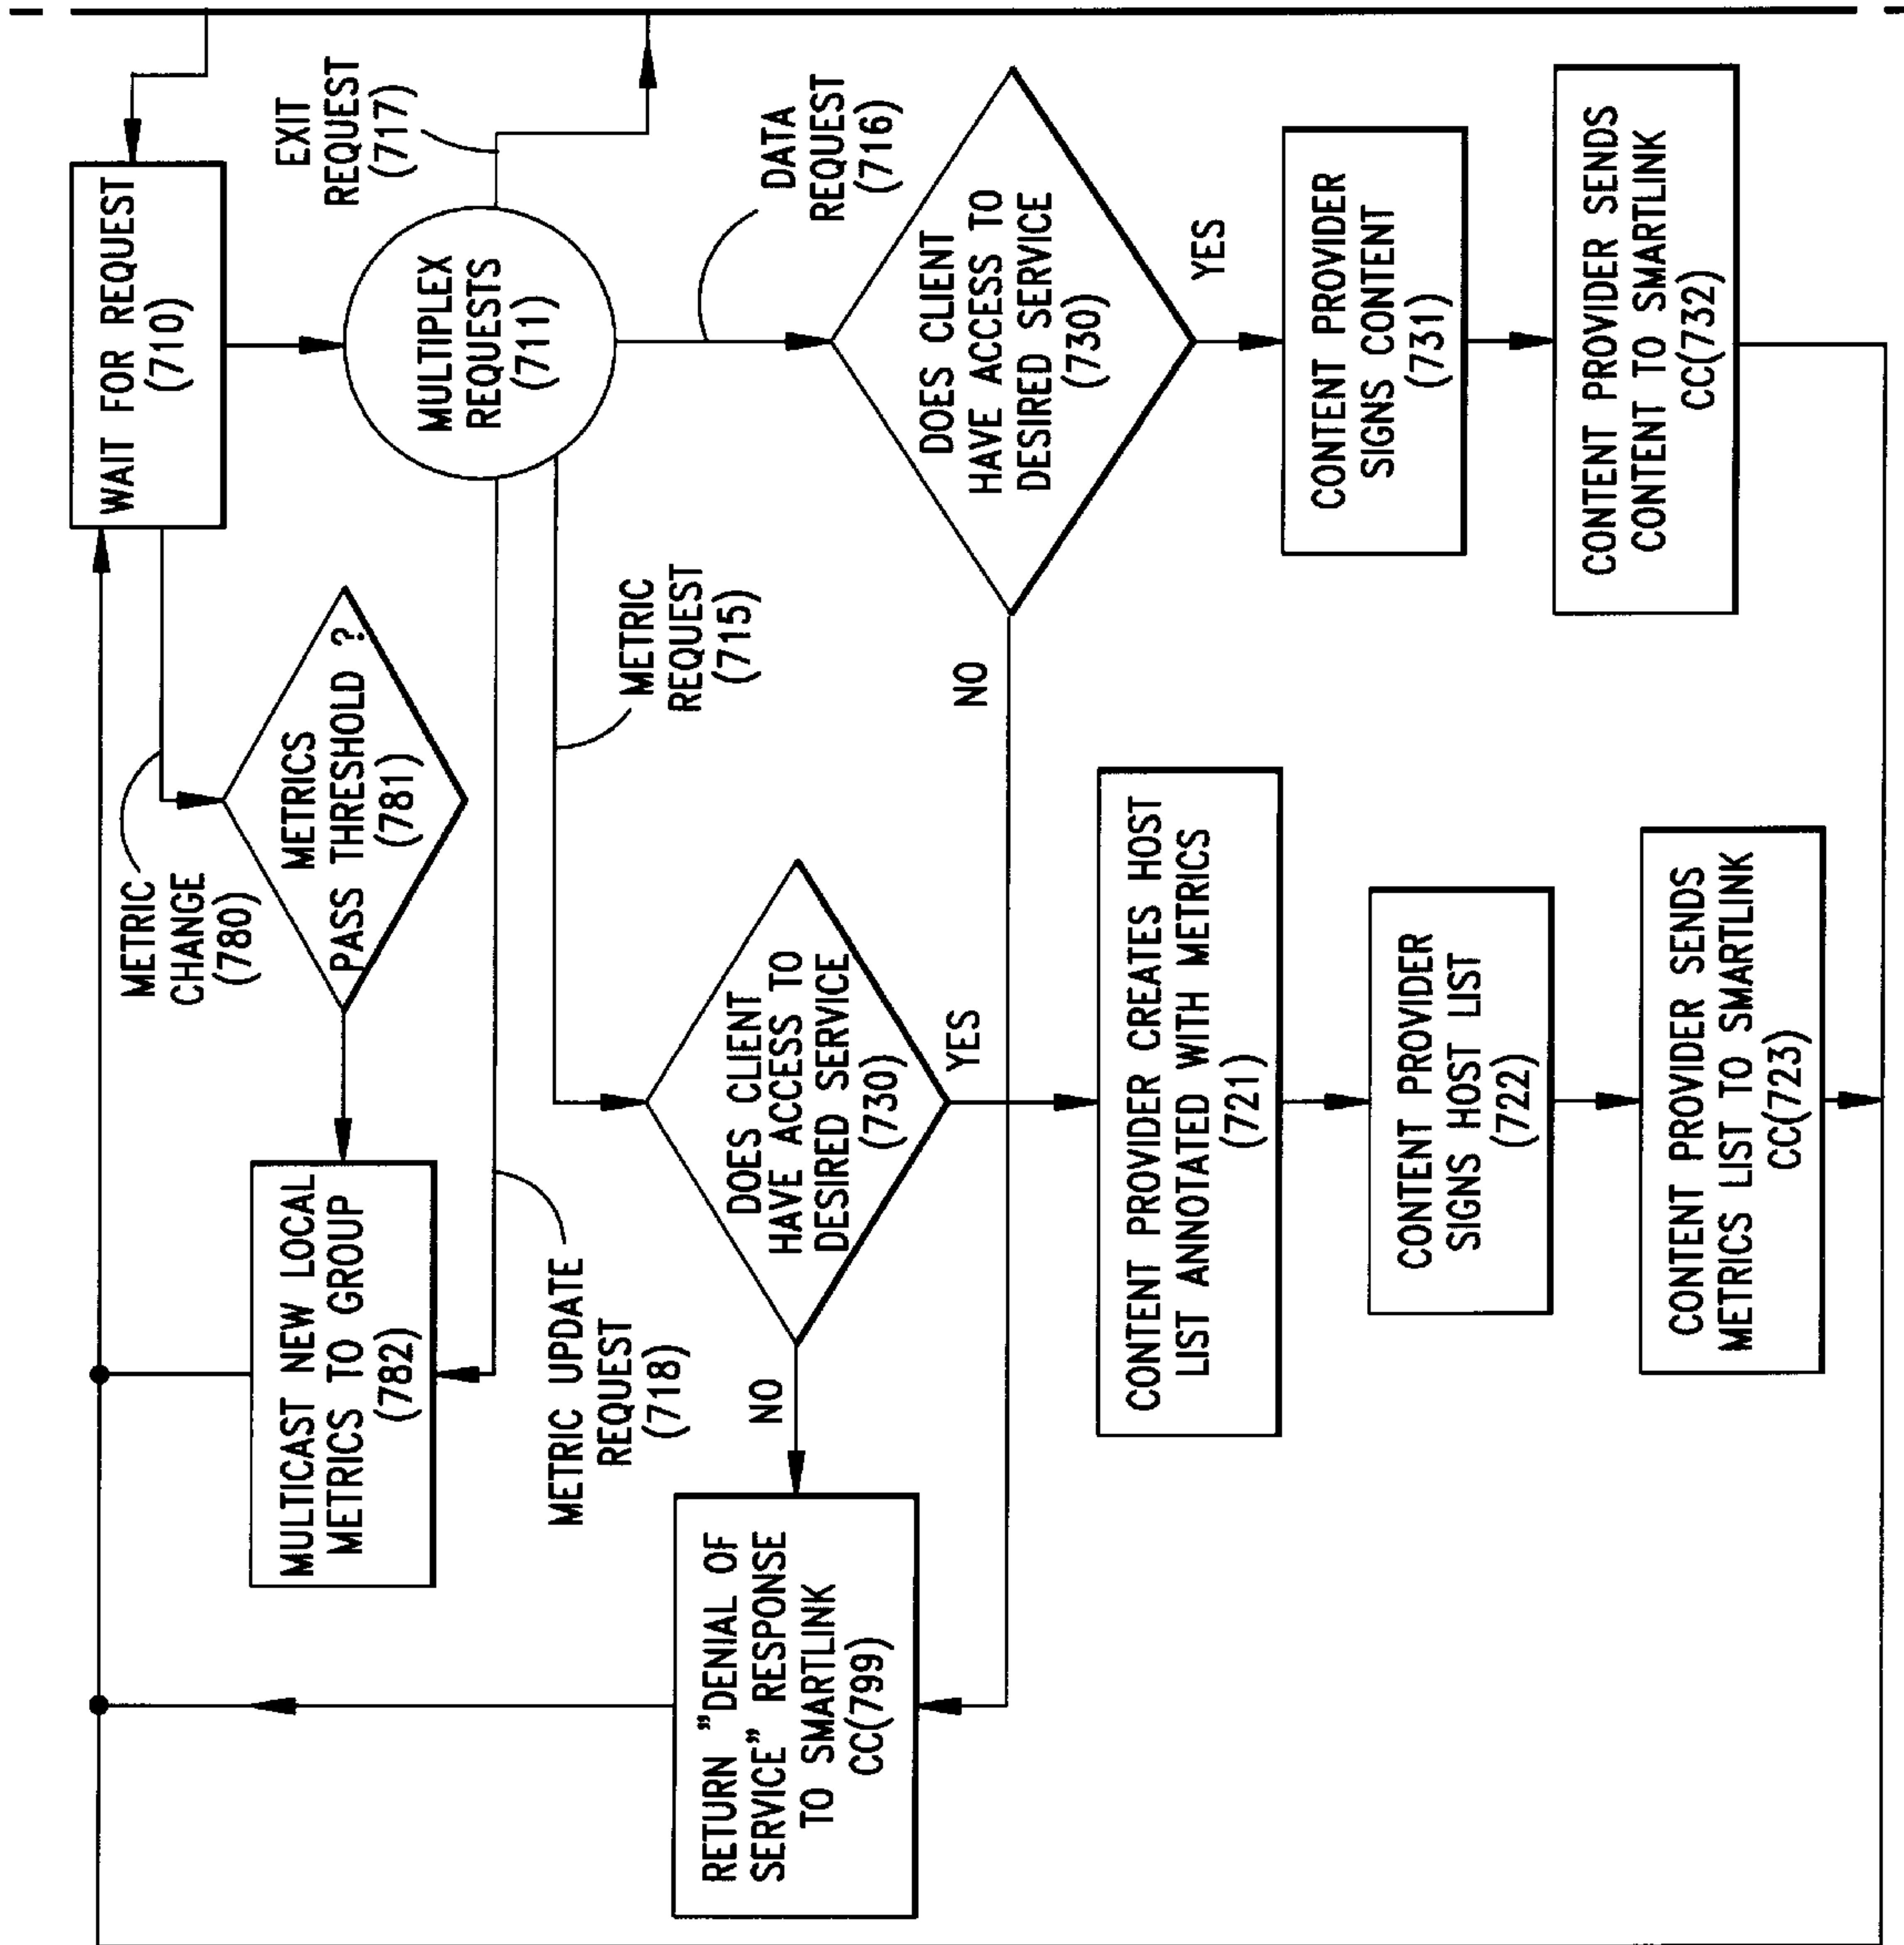 WAIT FOR REQUEST
(710)
EXIT
REQUEST
(717)
METRIC
CHANGE
(780)
METRICS
PASS THRESHOLD ?
(781)
MULTICAST NEW LOCAL
METRICS TO GROUP
(782)
MULTIPLEX
REQUESTS
(711)
DATA
REQUEST
(716)
METRIC
REQUEST
(715)
METRIC UPDATE
REQUEST
(718)
DOES CLIENT
HAVE ACCESS TO
DESIRED SERVICE
(730)
YES
NO
DOES CLIENT
HAVE ACCESS TO
DESIRED SERVICE
(730)
YES
NO
RETURN "DENIAL OF
SERVICE" RESPONSE
TO SMARTLINK
CC(799)
CONTENT PROVIDER
SIGNS CONTENT
(731)
CONTENT PROVIDER SENDS
CONTENT TO SMARTLINK
CC(732)
CONTENT PROVIDER CREATES HOST
LIST ANNOTATED WITH METRICS
(721)
CONTENT PROVIDER
SIGNS HOST LIST
(722)
CONTENT PROVIDER SENDS
METRICS LIST TO SMARTLINK
CC(723)